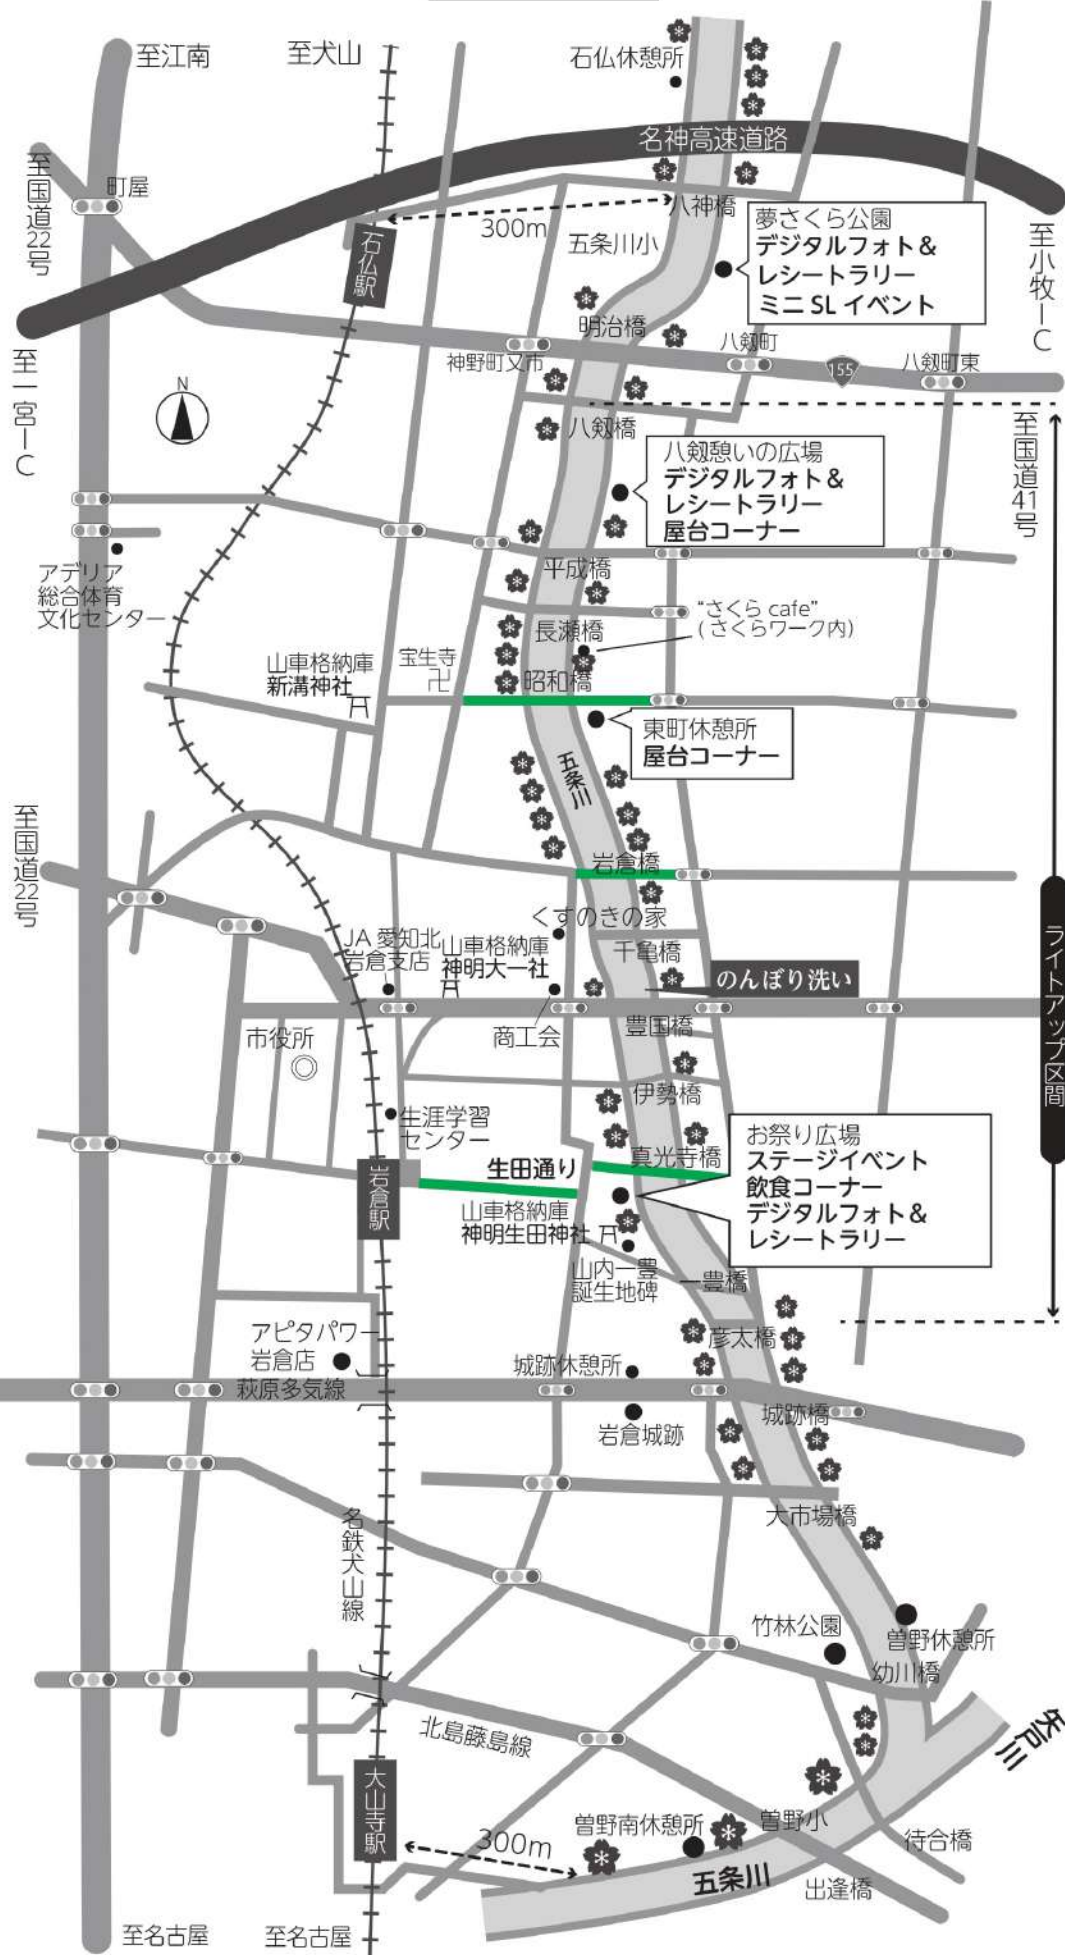 至江南
至犬山
石仏休憩所
名神高速道路
至国道22号
町屋
八神橋
300m
石仏駅
五条川小
夢さくら公園
デジタルフォト＆
レシートラリー
ミニSLイベント
至小牧IC
明治橋
八剱町
神野町又市
155
八剱町東
至一宮IC
N
八剱橋
至国道41号
八剱憩いの広場
デジタルフォト＆
レシートラリー
屋台コーナー
平成橋
アデリア
総合体育
文化センター
“さくら cafe”
(さくらワーク内)
長瀬橋
山車格納庫
新溝神社
宝生寺
卍
昭和橋
東町休憩所
屋台コーナー
五条川
至国道22号
岩倉橋
くすのきの家
JA 愛知北
岩倉支店
山車格納庫
神明大一社
千亀橋
のんぼり洗い
ライトアップ区間
商工会
豊国橋
市役所
伊勢橋
生涯学習
センター
真光寺橋
お祭り広場
ステージイベント
飲食コーナー
デジタルフォト＆
レシートラリー
生田通り
岩倉駅
山車格納庫
神明生田神社
山内一豊
誕生地碑
一豊橋
彦太橋
アピタパワー
岩倉店
城跡休憩所
萩原多気線
城跡橋
岩倉城跡
大市場橋
名鉄犬山線
竹林公園
曽野休憩所
幼川橋
北島藤島線
矢戸川
大山寺駅
曽野南休憩所
曽野小
300m
待合橋
五条川
出逢橋
至名古屋
至名古屋